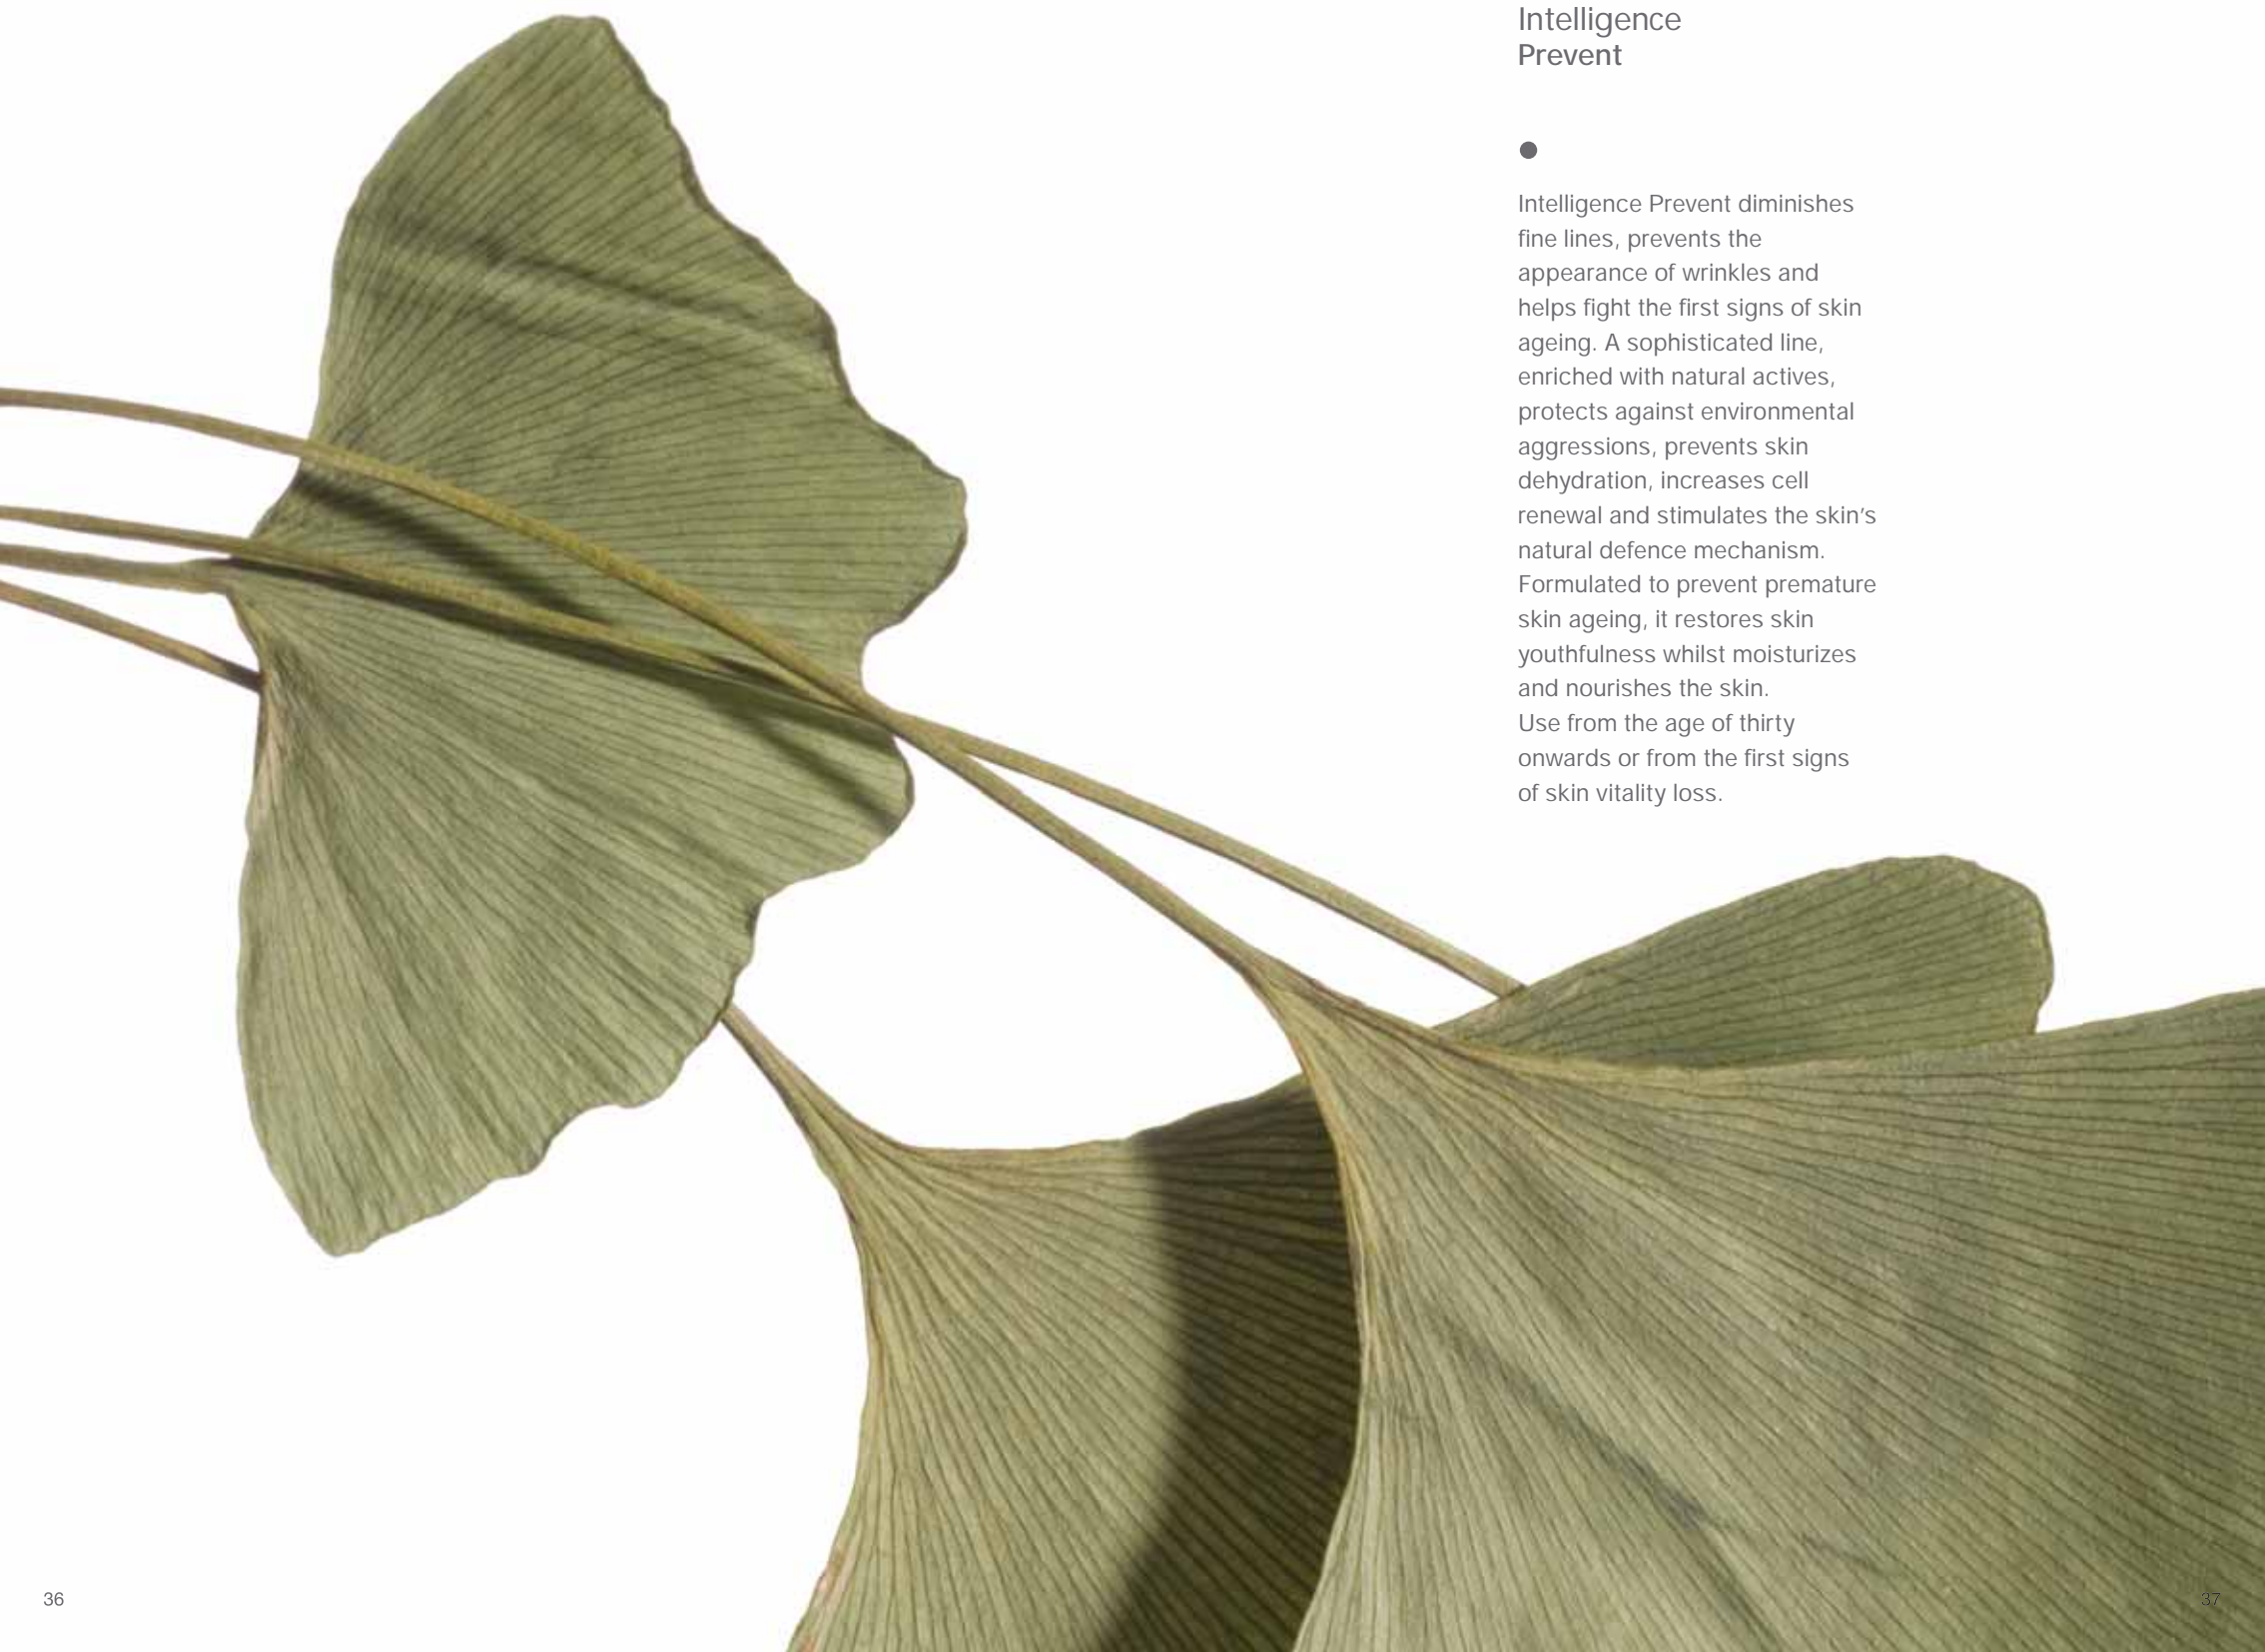 Intelligence
Prevent
●
Intelligence Prevent diminishes
fine lines, prevents the
appearance of wrinkles and
helps fight the first signs of skin
ageing. A sophisticated line,
enriched with natural actives,
protects against environmental
aggressions, prevents skin
dehydration, increases cell
renewal and stimulates the skin's
natural defence mechanism.
Formulated to prevent premature
skin ageing, it restores skin
youthfulness whilst moisturizes
and nourishes the skin.
Use from the age of thirty
onwards or from the first signs
of skin vitality loss.
36
37